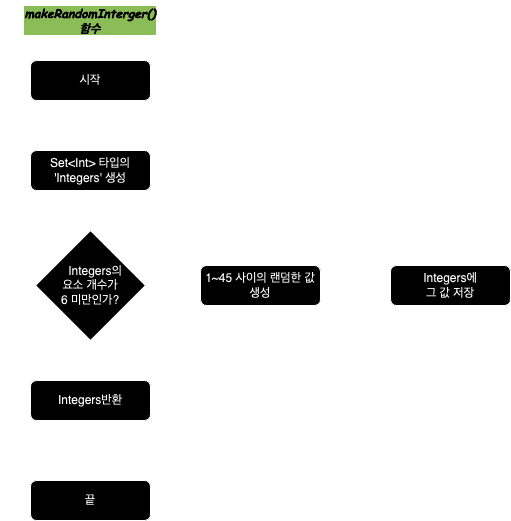 makeRandomInterger()
함수
시작
Set<Int> 타입의
'Integers' 생성
Integers의
요소 개수가
6 미만인가?
1~45 사이의 랜덤한 값
생성
Integers에
그 값 저장
Integers반환
끝